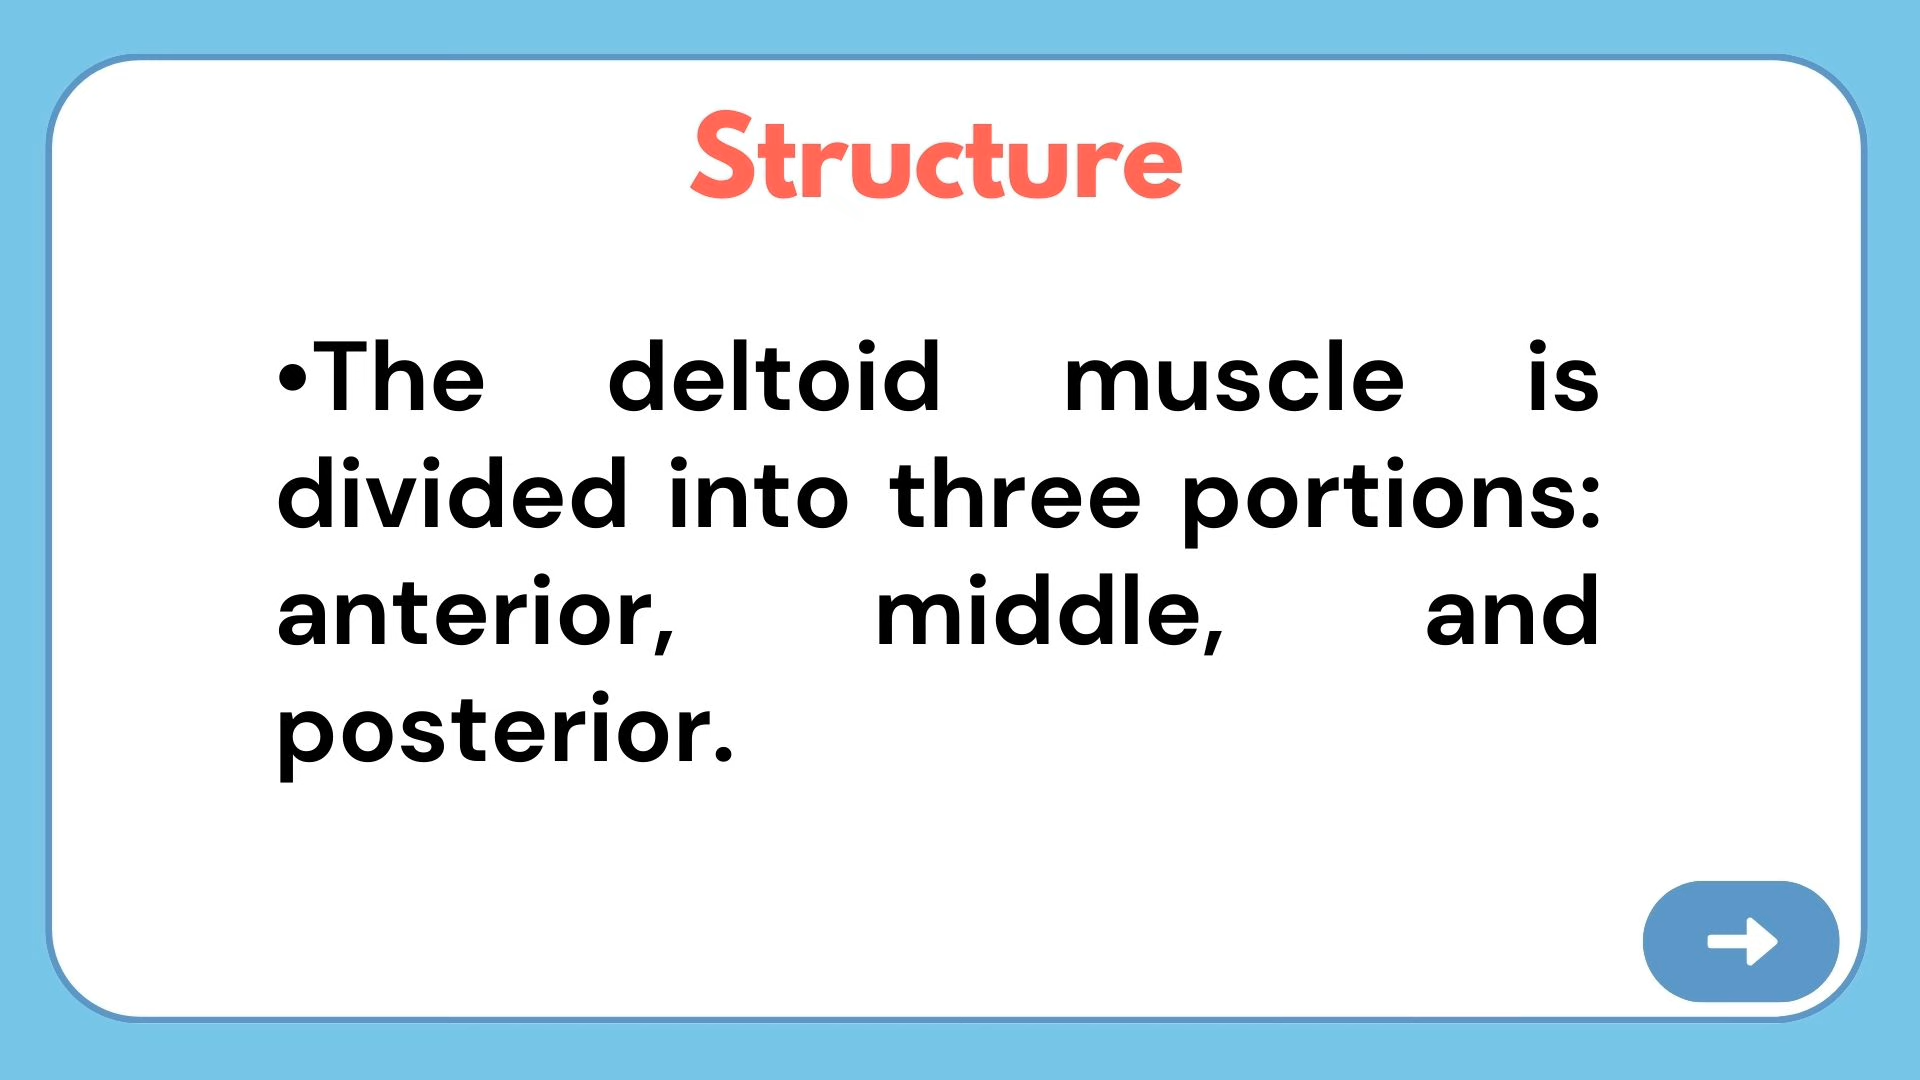 Structure
•The deltoid muscle is
divided into three portions:
anterior, middle, and
posterior.